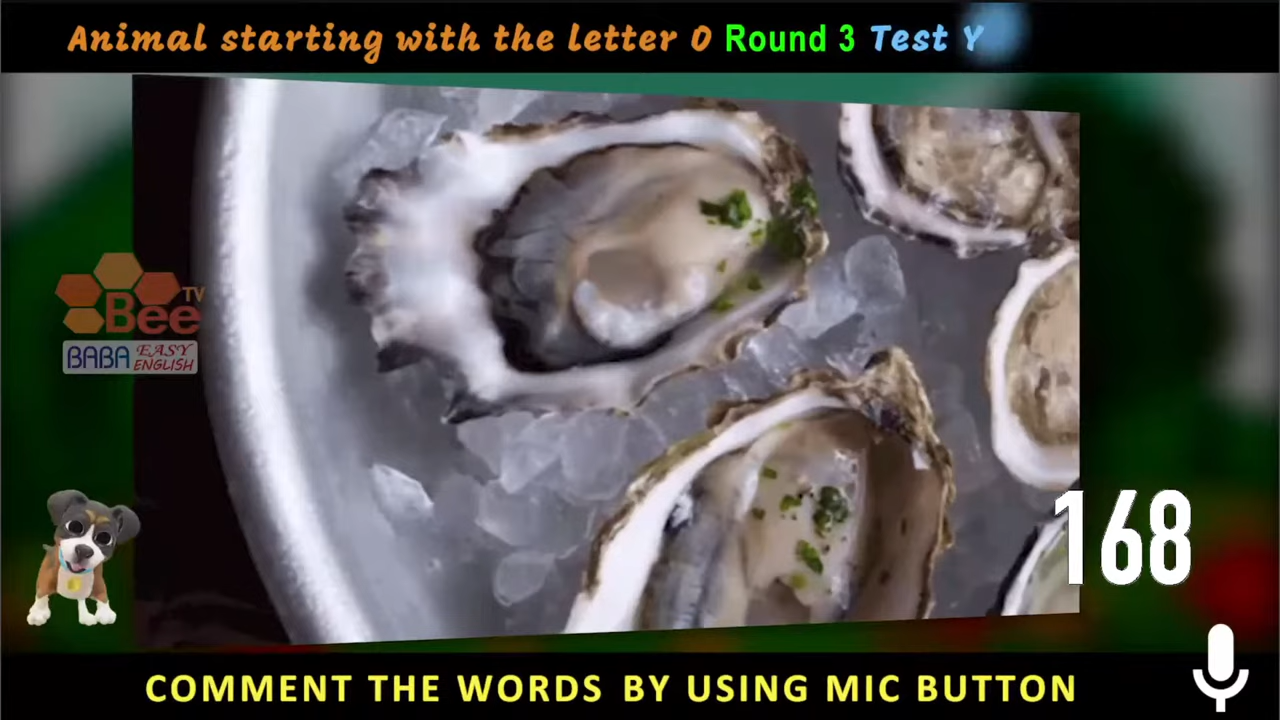 Animal starting with the letter O Round 3 Test Y
Bee TV
BABA EASY ENGLISH
168
COMMENT THE WORDS BY USING MIC BUTTON